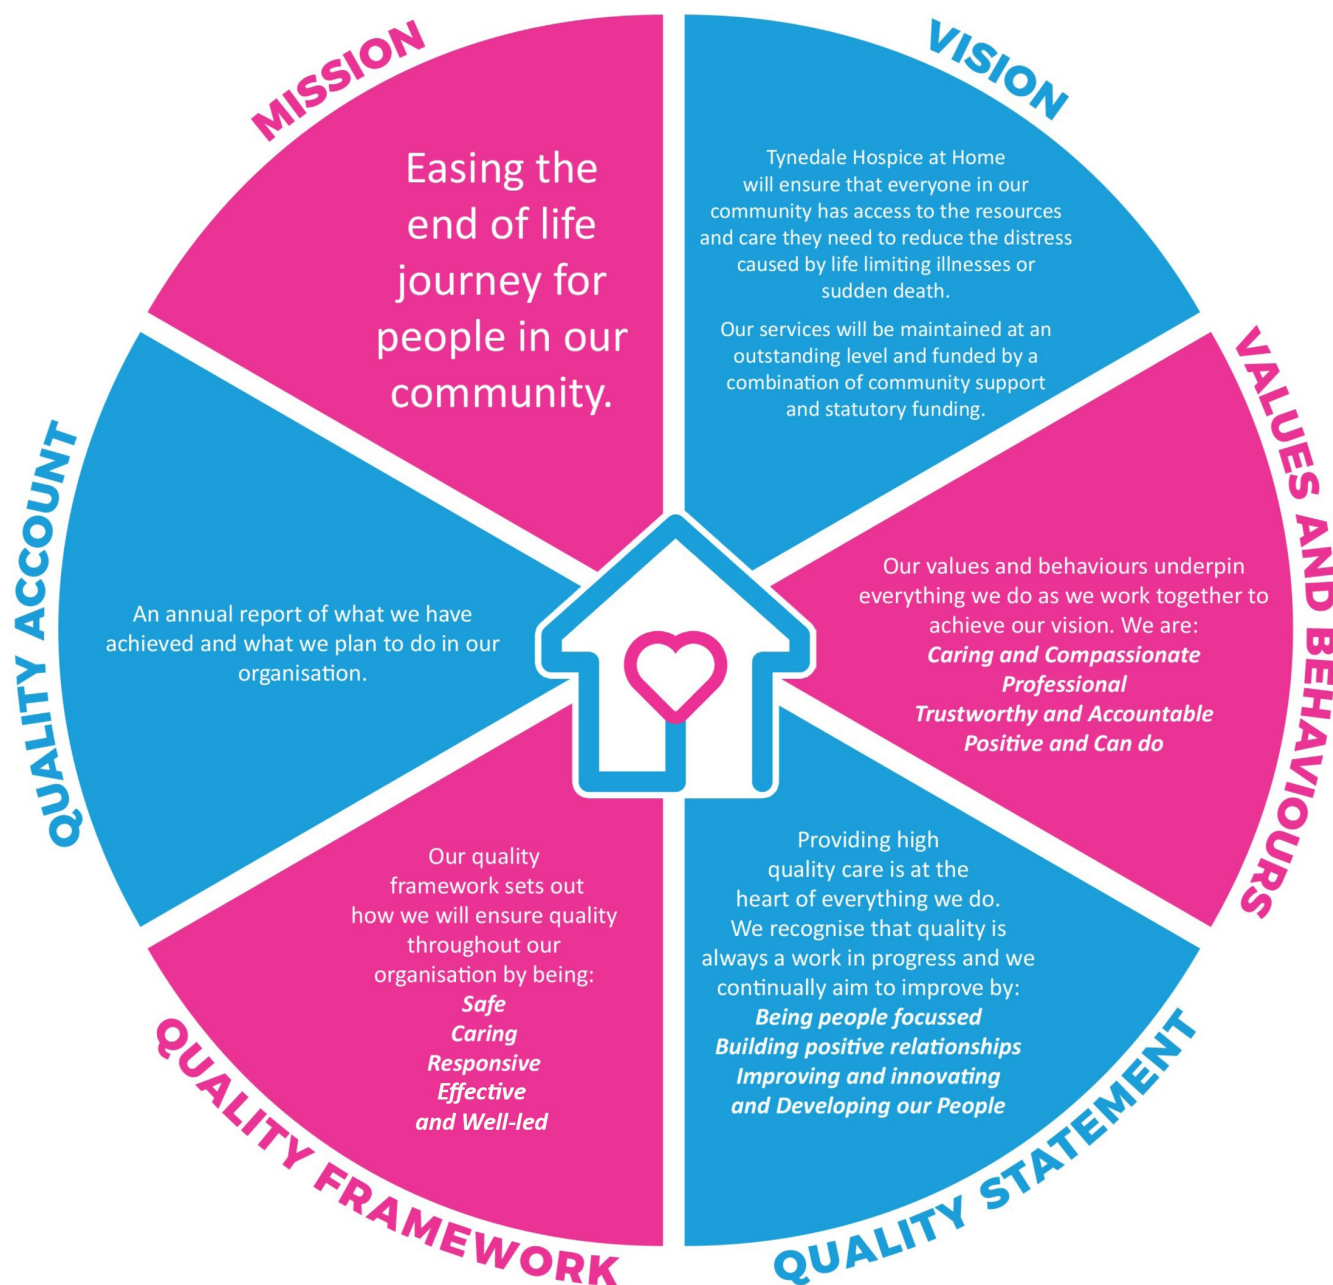 MISSION
Easing the
end of life
journey for
people in our
community.
VISION
Tynedale Hospice at Home
will ensure that everyone in our
community has access to the resources
and care they need to reduce the distress
caused by life limiting illnesses or
sudden death.
Our services will be maintained at an
outstanding level and funded by a
combination of community support
and statutory funding.
VALUES AND BEHAVIOURS
Our values and behaviours underpin
everything we do as we work together to
achieve our vision. We are:
Caring and Compassionate
Professional
Trustworthy and Accountable
Positive and Can do
QUALITY STATEMENT
Providing high
quality care is at the
heart of everything we do.
We recognise that quality is
always a work in progress and we
continually aim to improve by:
Being people focussed
Building positive relationships
Improving and innovating
and Developing our People
QUALITY FRAMEWORK
Our quality
framework sets out
how we will ensure quality
throughout our
organisation by being:
Safe
Caring
Responsive
Effective
and Well-led
QUALITY ACCOUNT
An annual report of what we have
achieved and what we plan to do in our
organisation.